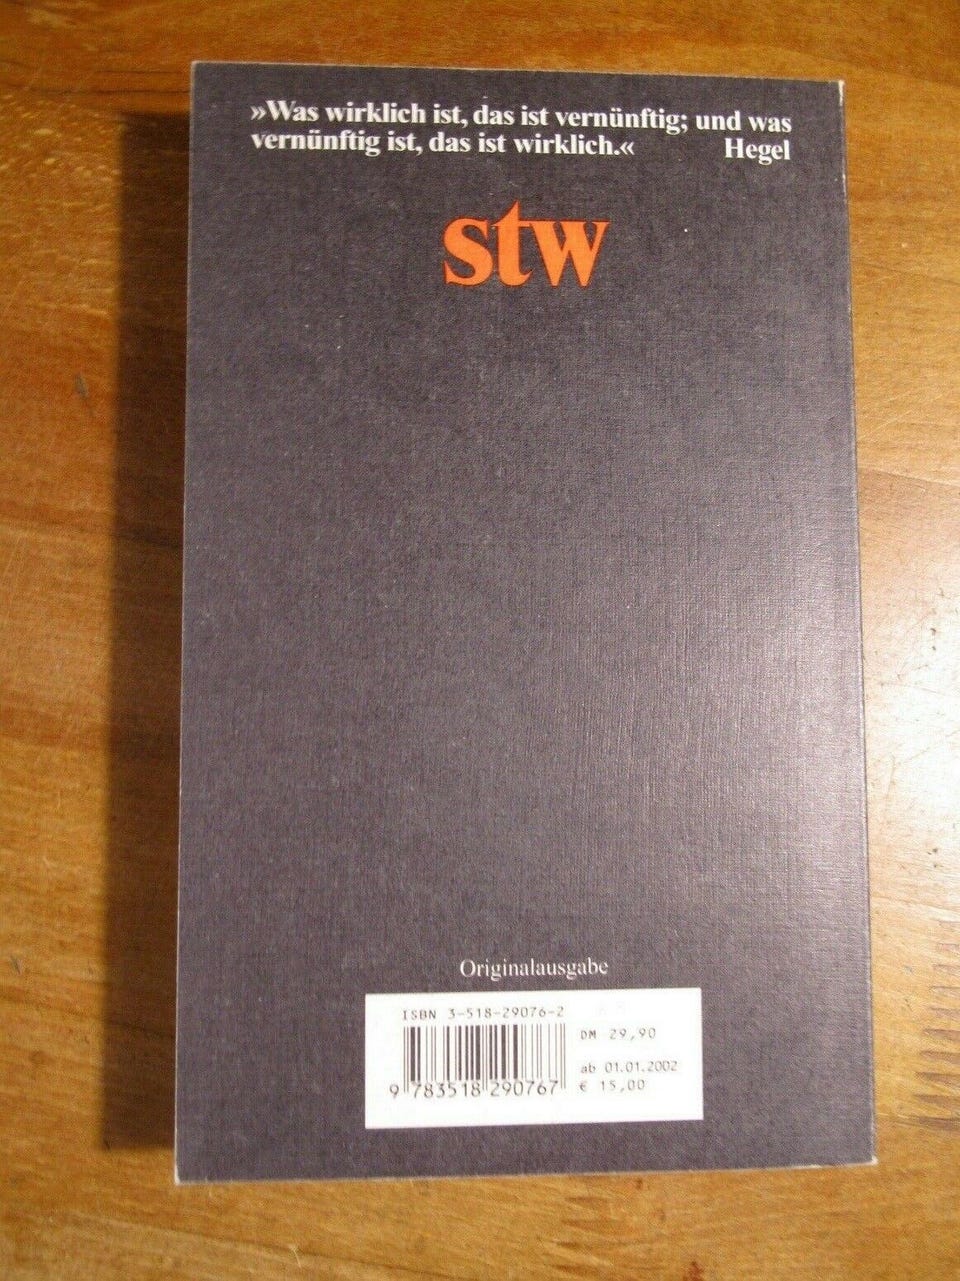 »Was wirklich ist, das ist vernünftig; und was
vernünftig ist, das ist wirklich.« Hegel
stw
Originalausgabe
ISBN 3-518-29076-2
DM 29,90
ab 01.01.2002
€ 15,00
9 783518 290767